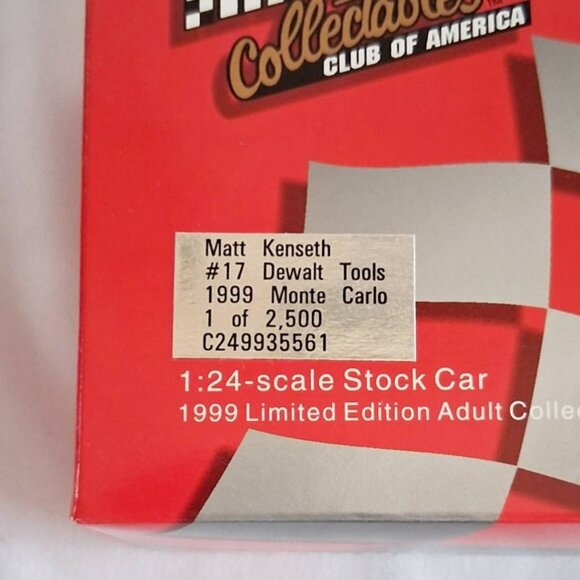 Collectables
CLUB OF AMERICA
Matt Kenseth
#17 Dewalt Tools
1999 Monte Carlo
1 of 2,500
C249935561
1:24-scale Stock Car
1999 Limited Edition Adult Colle